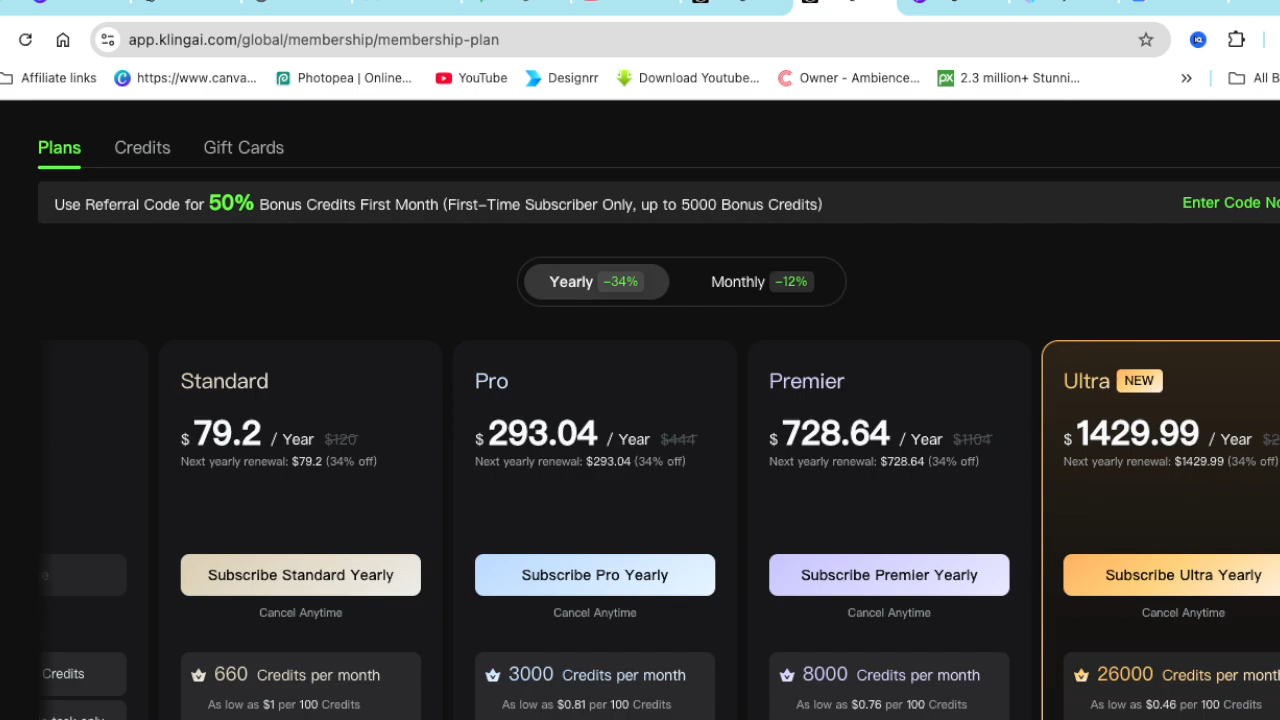 app.klingai.com/global/membership/membership-plan
Affiliate links https://www.canva... Photopea | Online... YouTube Designrr Download Youtube... Owner - Ambience... PX 2.3 million+ Stunni... » All B
Plans Credits Gift Cards
Use Referral Code for 50% Bonus Credits First Month (First-Time Subscriber Only, up to 5000 Bonus Credits) Enter Code No
Yearly -34% Monthly -12%
Standard Pro Premier Ultra NEW
$ 79.2 / Year $120 $ 293.04 / Year $444 $ 728.64 / Year $1104 $ 1429.99 / Year
Next yearly renewal: $79.2 (34% off) Next yearly renewal: $293.04 (34% off) Next yearly renewal: $728.64 (34% off) Next yearly renewal: $1429.99 (34% off)
Subscribe Standard Yearly Subscribe Pro Yearly Subscribe Premier Yearly Subscribe Ultra Yearly
Cancel Anytime Cancel Anytime Cancel Anytime Cancel Anytime
Credits 660 Credits per month 3000 Credits per month 8000 Credits per month 26000 Credits per mont
As low as $1 per 100 Credits As low as $0.81 per 100 Credits As low as $0.76 per 100 Credits As low as $0.46 per 100 Credits